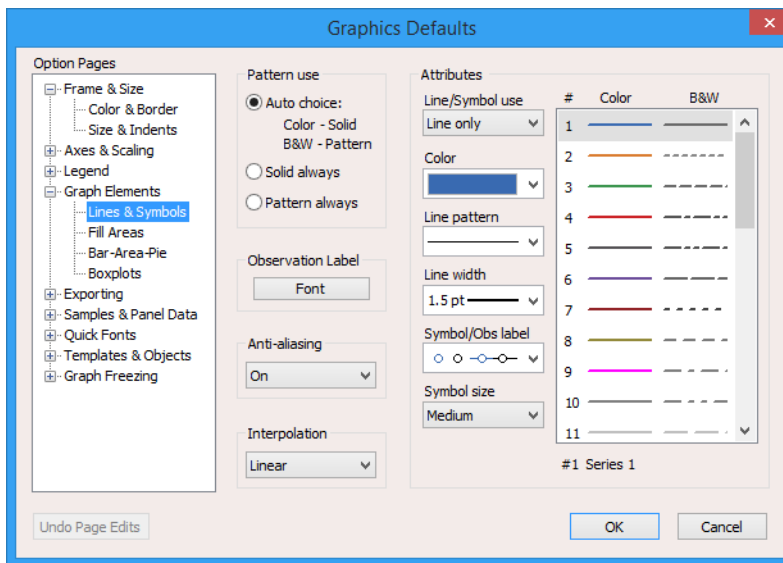 Graphics Defaults
Option Pages
Frame & Size
Color & Border
Size & Indents
Axes & Scaling
Legend
Graph Elements
Lines & Symbols
Fill Areas
Bar-Area-Pie
Boxplots
Exporting
Samples & Panel Data
Quick Fonts
Templates & Objects
Graph Freezing
Undo Page Edits
Pattern use
Auto choice:
Color - Solid
B&W - Pattern
Solid always
Pattern always
Observation Label
Font
Anti-aliasing
On
Interpolation
Linear
Attributes
Line/Symbol use
Line only
Color
Line pattern
Line width
1.5 pt
Symbol/Obs label
Symbol size
Medium
# Color B&W
1
2
3
4
5
6
7
8
9
10
11
#1 Series 1
OK
Cancel